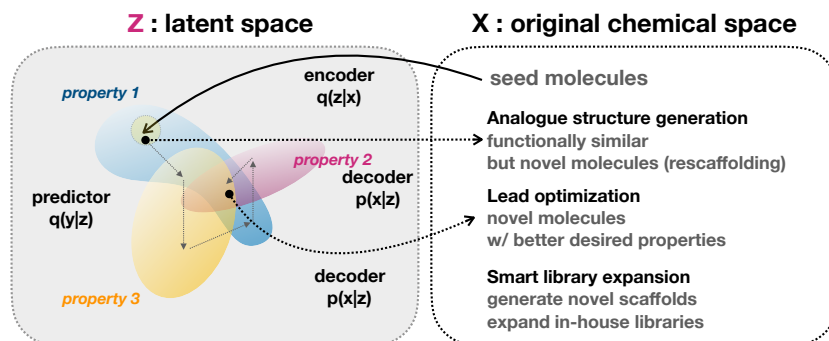 Z : latent space
X : original chemical space
encoder
q(z|x)
property 1
property 2
decoder
p(x|z)
predictor
q(y|z)
decoder
p(x|z)
property 3
seed molecules
Analogue structure generation
functionally similar
but novel molecules (rescaffolding)
Lead optimization
novel molecules
w/ better desired properties
Smart library expansion
generate novel scaffolds
expand in-house libraries